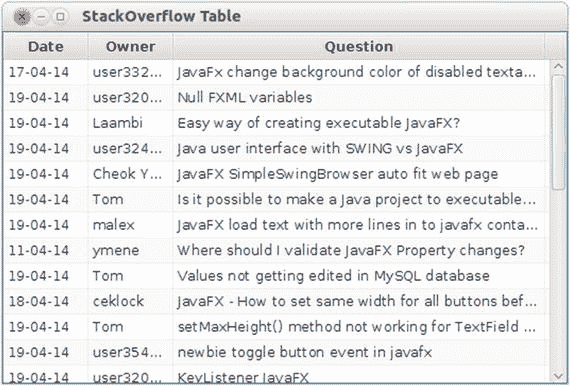 StackOverflow Table
Date Owner Question
17-04-14 user332... JavaFx change background color of disabled texta...
19-04-14 user320... Null FXML variables
19-04-14 Laambi Easy way of creating executable JavaFX?
19-04-14 user324... Java user interface with SWING vs JavaFX
19-04-14 Cheok Y... JavaFX SimpleSwingBrowser auto fit web page
19-04-14 Tom Is it possible to make a Java project to executable...
19-04-14 malex JavaFX load text with more lines in to javafx conta...
11-04-14 ymene Where should I validate JavaFX Property changes?
19-04-14 Tom Values not getting edited in MySQL database
18-04-14 ceklock JavaFX - How to set same width for all buttons bef...
19-04-14 Tom setMaxHeight() method not working for TextField ...
19-04-14 user354... newbie toggle button event in javafx
19-04-14 user320... KeyListener JavaFX